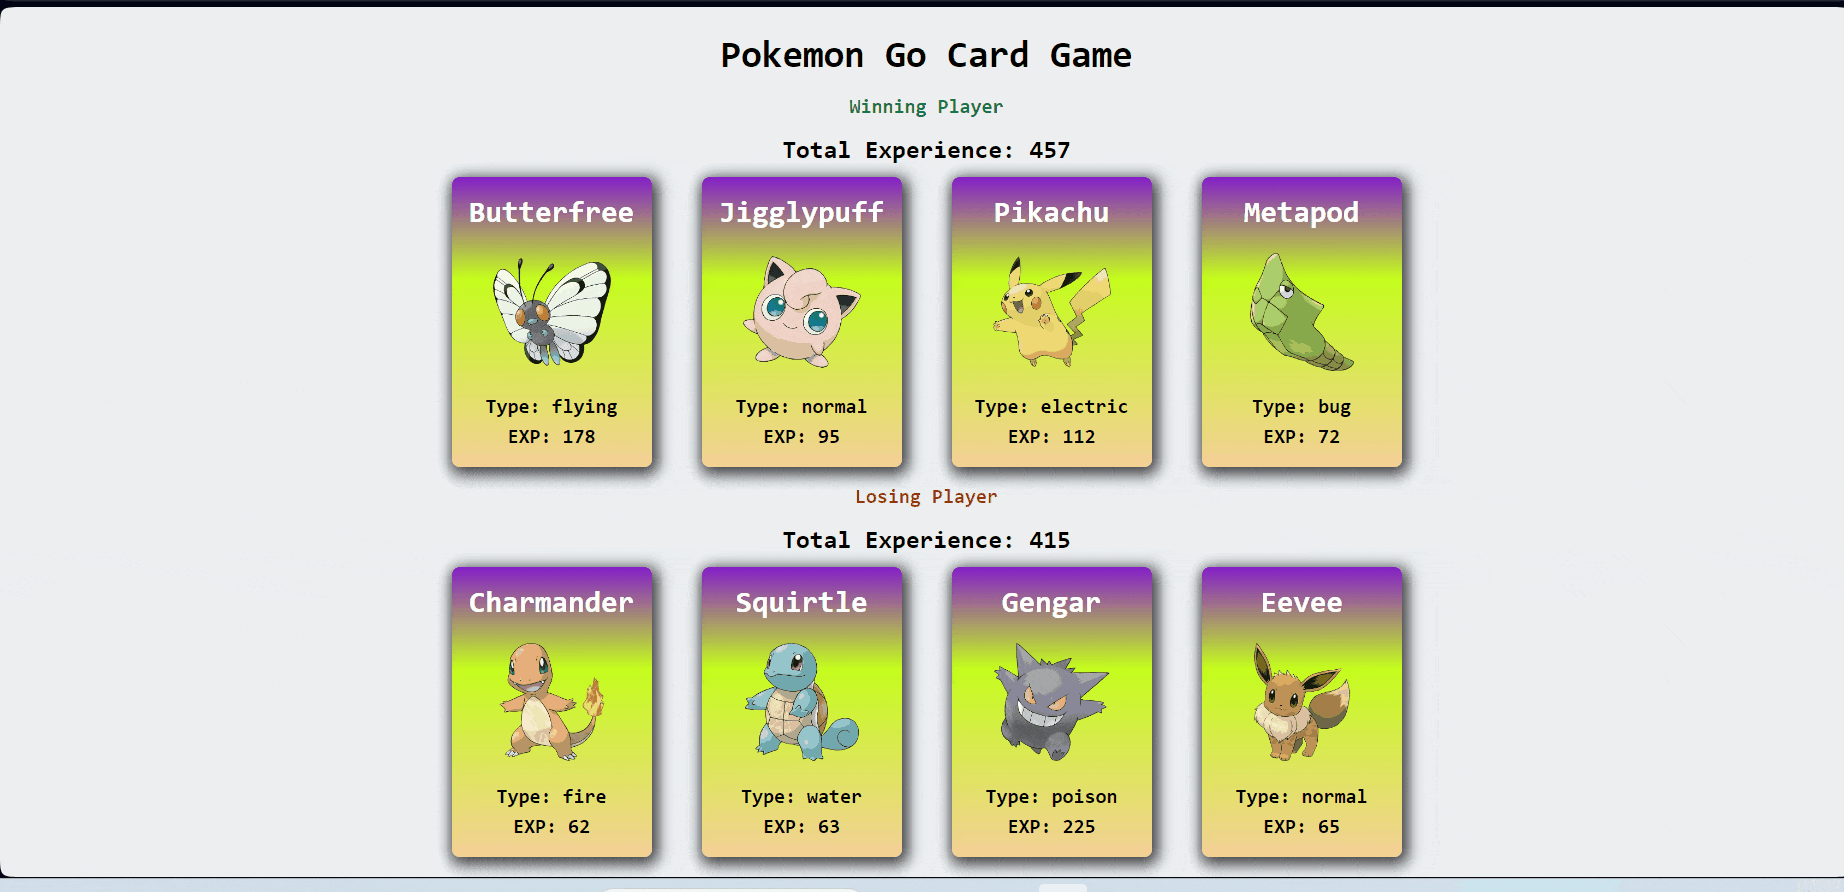 Pokemon Go Card Game
Winning Player
Total Experience: 457
Butterfree
Type: flying
EXP: 178
Jigglypuff
Type: normal
EXP: 95
Pikachu
Type: electric
EXP: 112
Metapod
Type: bug
EXP: 72
Losing Player
Total Experience: 415
Charmander
Type: fire
EXP: 62
Squirtle
Type: water
EXP: 63
Gengar
Type: poison
EXP: 225
Eevee
Type: normal
EXP: 65